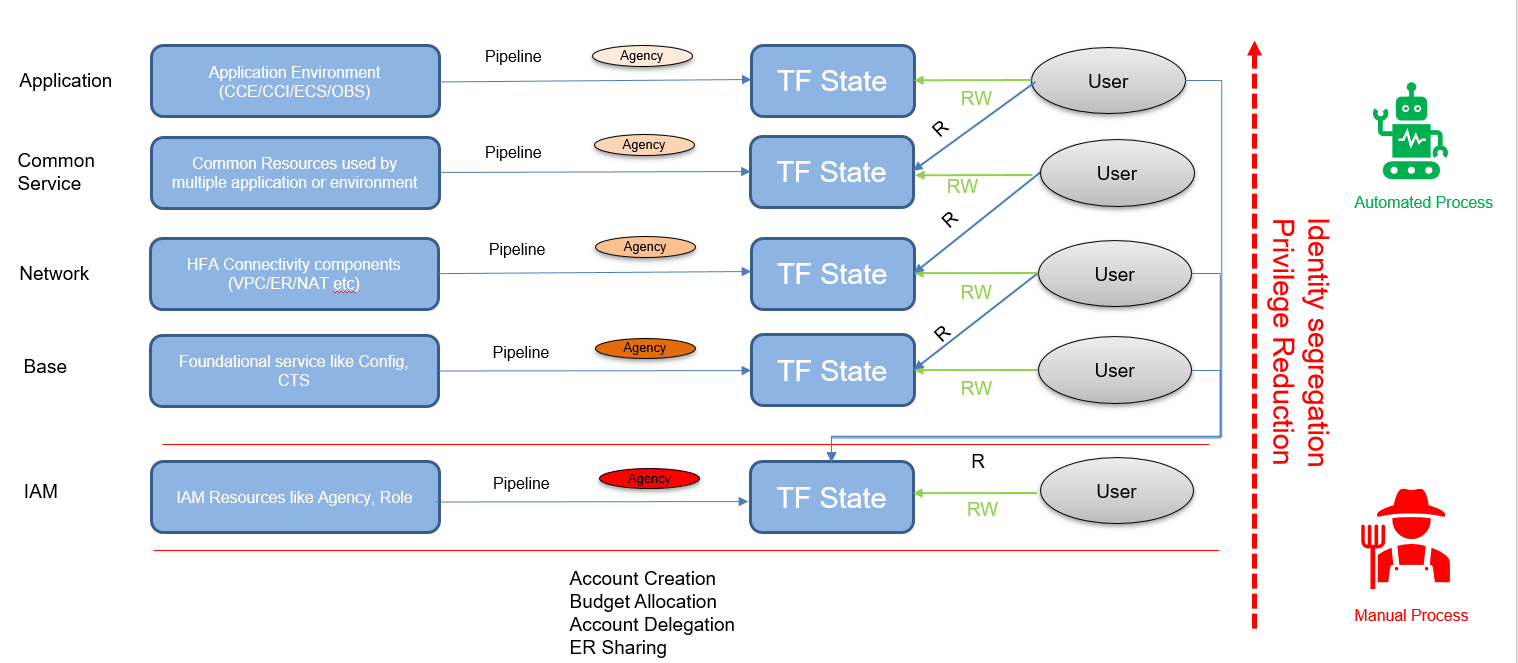 Application
Application Environment
(CCE/CCI/ECS/OBS)
Pipeline
Agency
TF State
RW
User
R
Common
Service
Common Resources used by
multiple application or environment
Pipeline
Agency
TF State
RW
User
R
Network
HFA Connectivity components
(VPC/ER/NAT etc)
Pipeline
Agency
TF State
RW
User
R
Base
Foundational service like Config,
CTS
Pipeline
Agency
TF State
RW
User
IAM
IAM Resources like Agency, Role
Pipeline
Agency
TF State
R
RW
User
Account Creation
Budget Allocation
Account Delegation
ER Sharing
Identity segregation
Privilege Reduction
Automated Process
Manual Process